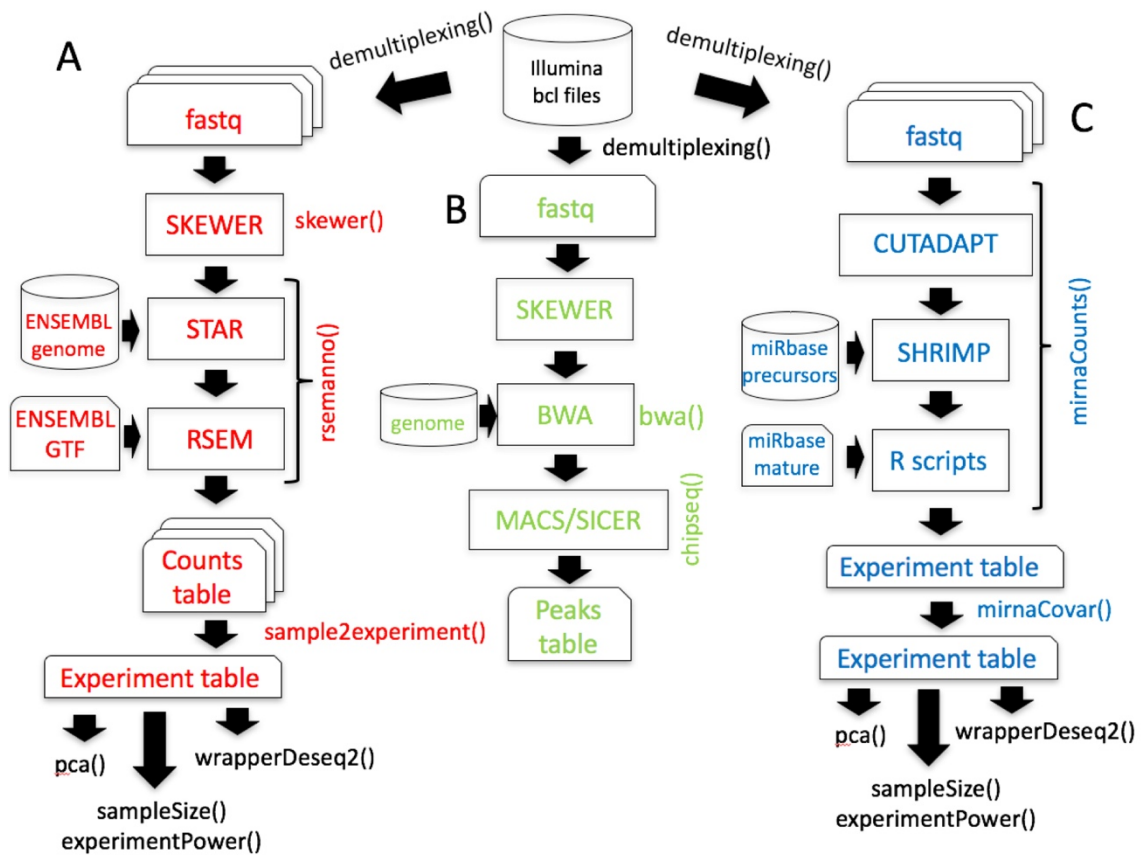 A
demultiplexing()
fastq
SKEWER
skewer()
ENSEMBL
genome
STAR
ENSEMBL
GTF
RSEM
rsemanno()
Counts
table
sample2experiment()
Experiment table
pca()
wrapperDeseq2()
sampleSize()
experimentPower()
Illumina
bcl files
demultiplexing()
B
fastq
SKEWER
genome
BWA
bwa()
MACS/SICER
chipseq()
Peaks
table
demultiplexing()
C
fastq
CUTADAPT
miRbase
precursors
SHRIMP
miRbase
mature
R scripts
mirnaCounts()
Experiment table
mirnaCovar()
Experiment table
pca()
wrapperDeseq2()
sampleSize()
experimentPower()